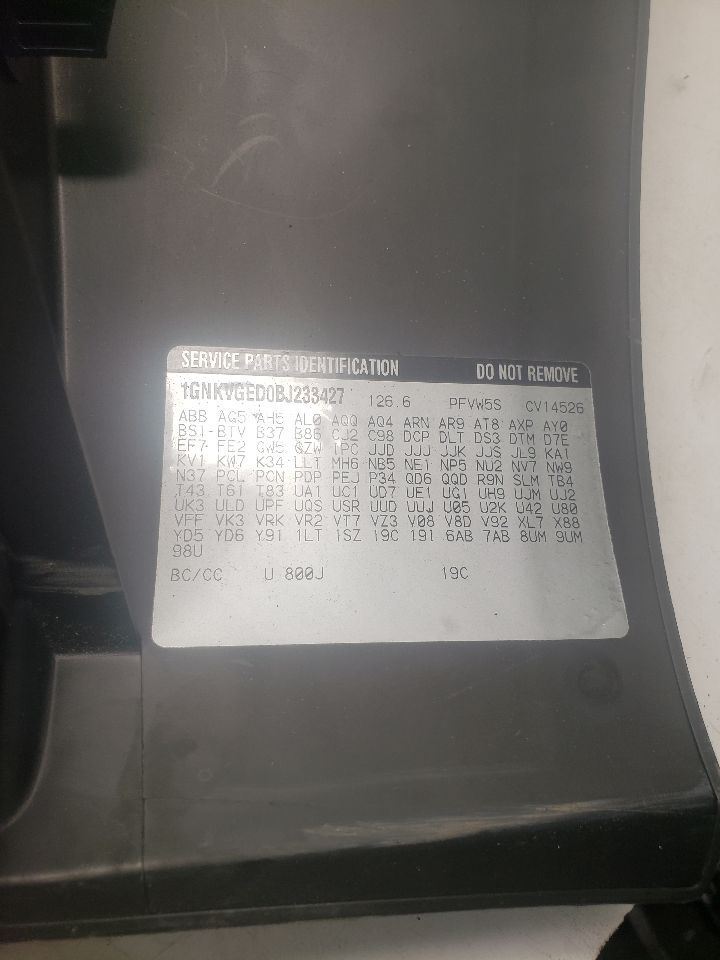 SERVICE PARTS IDENTIFICATION DO NOT REMOVE
1GNKVGED0BJ233427 126.6 PFVW5S CV14526
ABB AG5 AH5 AL0 AQQ AQ4 ARN AR9 AT8 AXP AY0
BS1 BTV B37 B86 CJ2 C98 DCP DLT DS3 DTM D7E
EF7 FE2 GW5 GZW IPC JJD JJJ JJK JJS JL9 KA1
KV1 KW7 K34 LLT MH6 NB5 NE1 NP5 NU2 NV7 NW9
N37 PCL PCN PDP PEJ P34 QD6 QQD R9N SLM TB4
T43 T61 T83 UA1 UC1 UD7 UE1 UG1 UH9 UJM UJ2
UK3 ULD UPF UQS USR UUD UUJ U05 U2K U42 U80
VFF VK3 VRK VR2 VT7 VZ3 V08 V8D V92 XL7 X88
YD5 YD6 Y91 1LT 1SZ 19C 19I 6AB 7AB 8UM 9UM
98U
BC/CC U 800J 19C